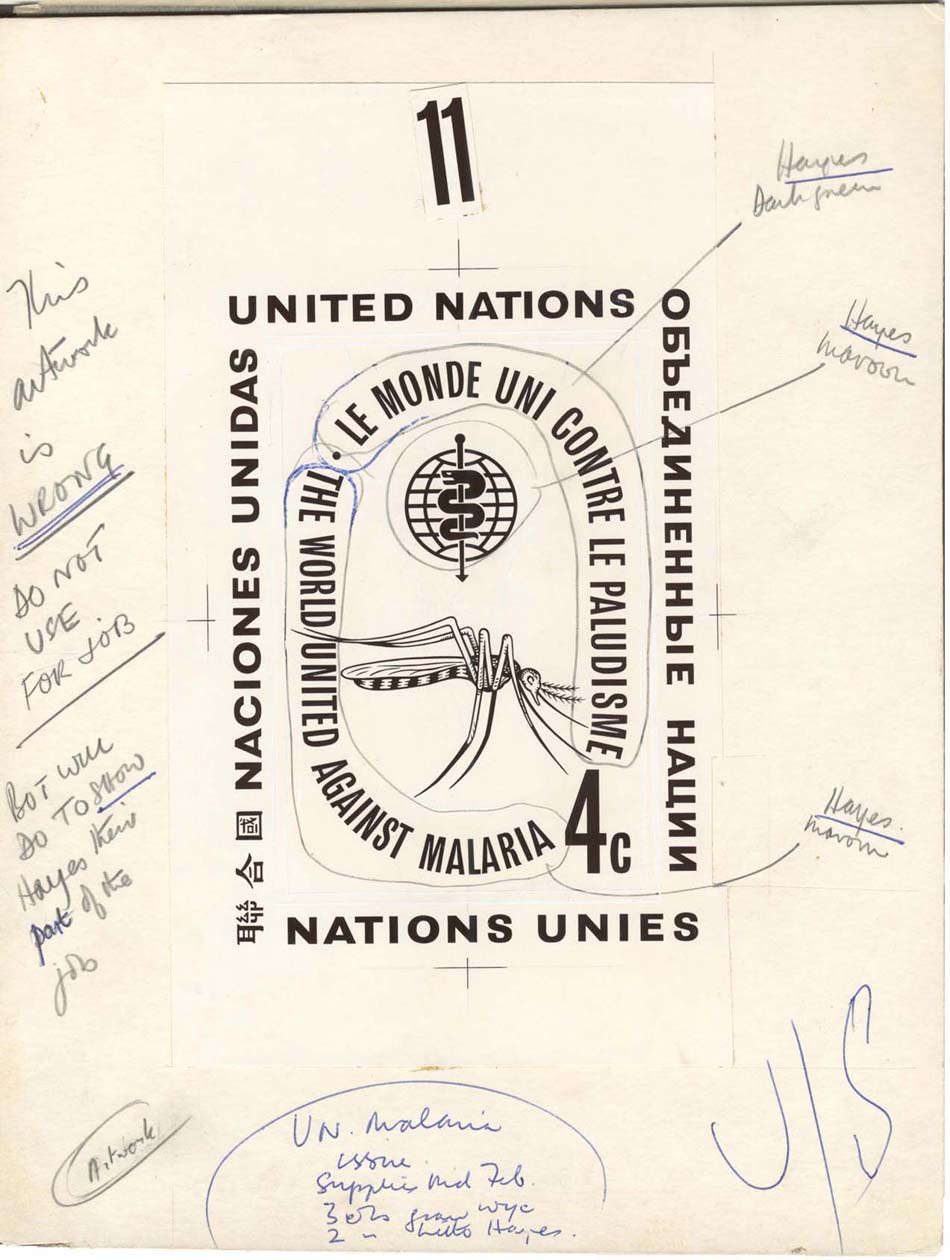 11
Hayes
Dark green
Hayes
maroon
UNITED NATIONS
ОБЪЕДИНЕННЫЕ НАЦИИ
NACIONES UNIDAS
聯合國
NATIONS UNIES
LE MONDE UNI CONTRE LE PALUDISME
• THE WORLD UNITED AGAINST MALARIA
4c
Hayes.
maroon
This
artwork
is
WRONG
DO NOT
USE
FOR JOB
BUT WILL
DO TO SHOW
Hayes their
part of the
job
Artwork
UN. Malaria
issue.
Supplies Mid Feb.
3 cols
2 " litho Hayes.
U/S